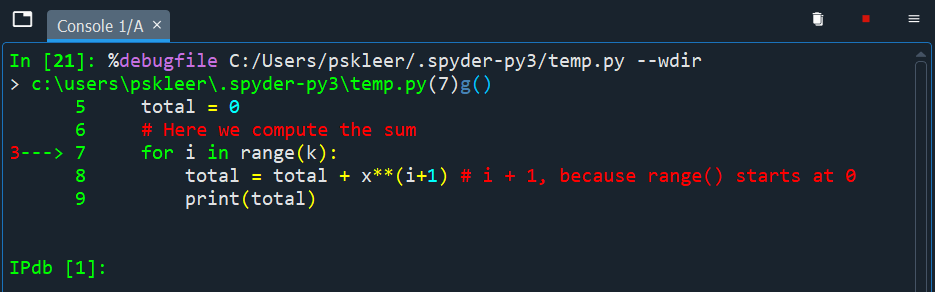 Console 1/A ×
In [21]: %debugfile C:/Users/pskleer/.spyder-py3/temp.py --wdir
> c:\users\pskleer\.spyder-py3\temp.py(7)g()
5     total = 0
6     # Here we compute the sum
3---> 7     for i in range(k):
8         total = total + x**(i+1) # i + 1, because range() starts at 0
9         print(total)
IPdb [1]: